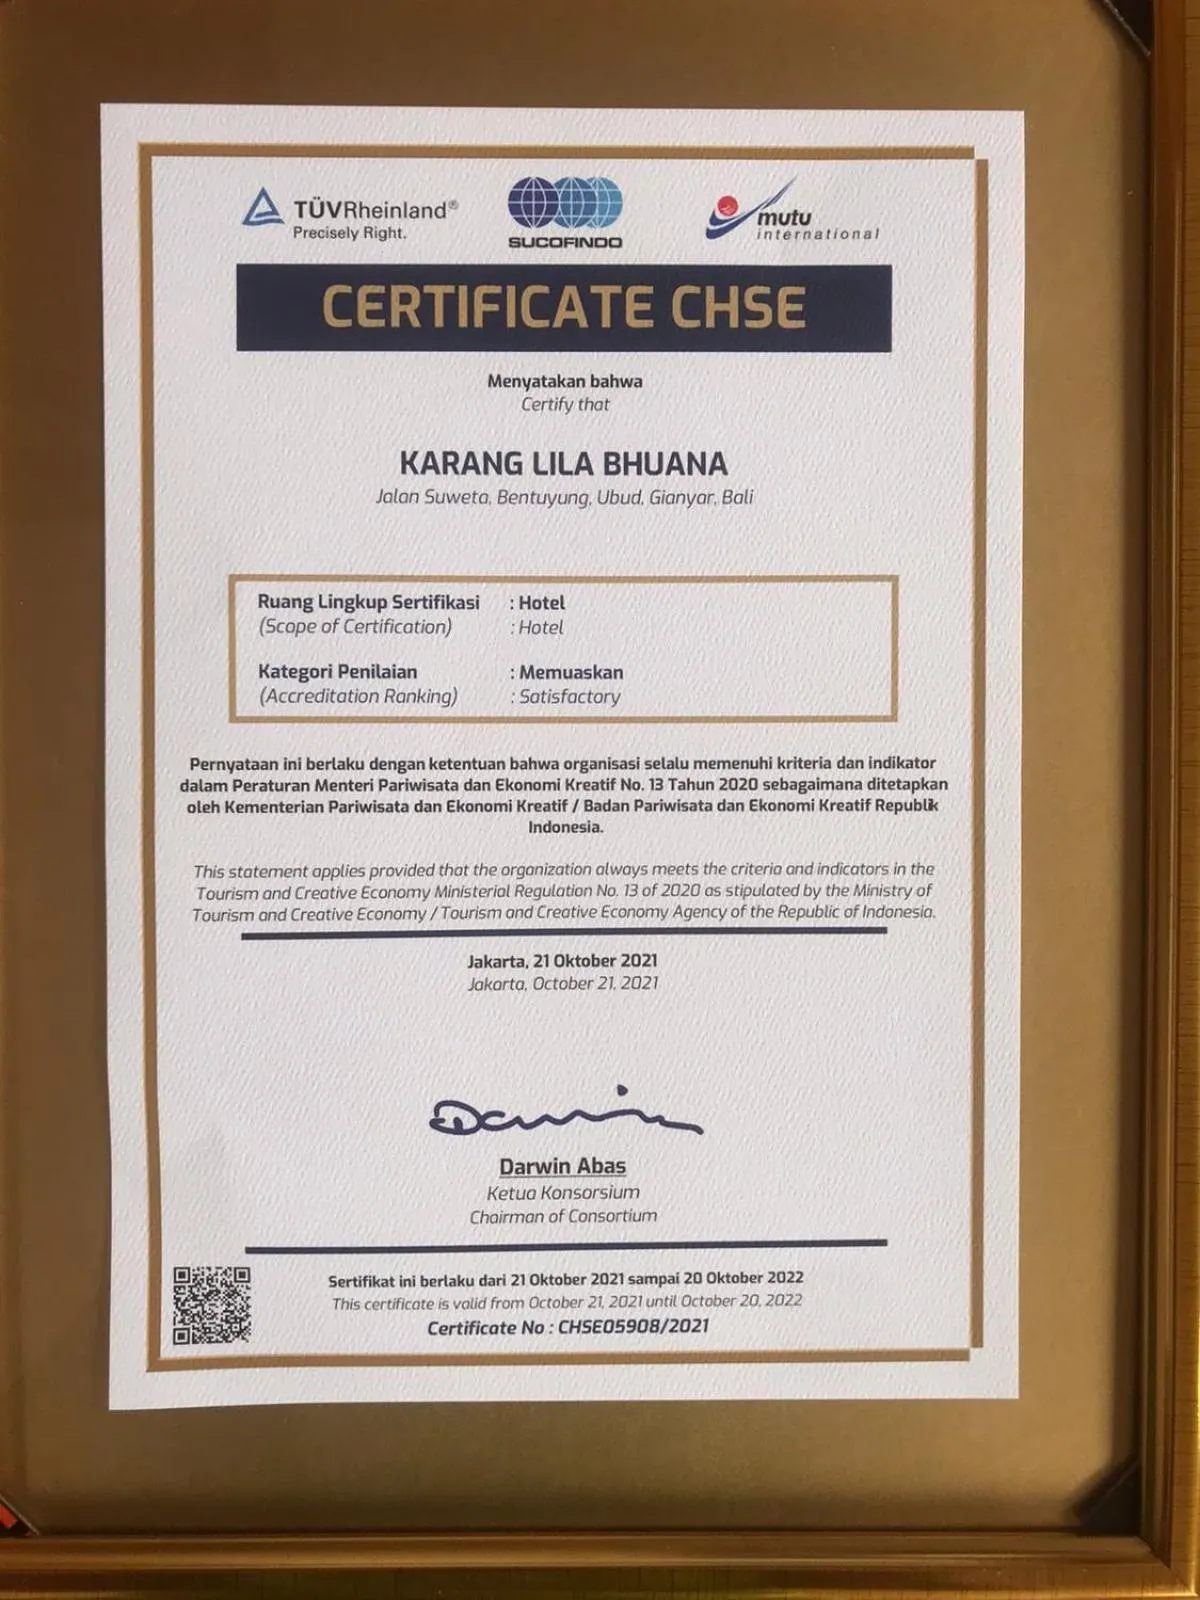 TÜVRheinland®
Precisely Right.
SUCOFINDO
mutu
international
CERTIFICATE CHSE
Menyatakan bahwa
Certify that
KARANG LILA BHUANA
Jalan Suweta, Bentuyung, Ubud, Gianyar, Bali
Ruang Lingkup Sertifikasi : Hotel
(Scope of Certification) : Hotel
Kategori Penilaian : Memuaskan
(Accreditation Ranking) : Satisfactory
Pernyataan ini berlaku dengan ketentuan bahwa organisasi selalu memenuhi kriteria dan indikator
dalam Peraturan Menteri Pariwisata dan Ekonomi Kreatif No. 13 Tahun 2020 sebagaimana ditetapkan
oleh Kementerian Pariwisata dan Ekonomi Kreatif / Badan Pariwisata dan Ekonomi Kreatif Republik
Indonesia.
This statement applies provided that the organization always meets the criteria and indicators in the
Tourism and Creative Economy Ministerial Regulation No. 13 of 2020 as stipulated by the Ministry of
Tourism and Creative Economy / Tourism and Creative Economy Agency of the Republic of Indonesia.
Jakarta, 21 Oktober 2021
Jakarta, October 21, 2021
Darwin
Darwin Abas
Ketua Konsorsium
Chairman of Consortium
Sertifikat ini berlaku dari 21 Oktober 2021 sampai 20 Oktober 2022
This certificate is valid from October 21, 2021 until October 20, 2022
Certificate No : CHSE05908/2021